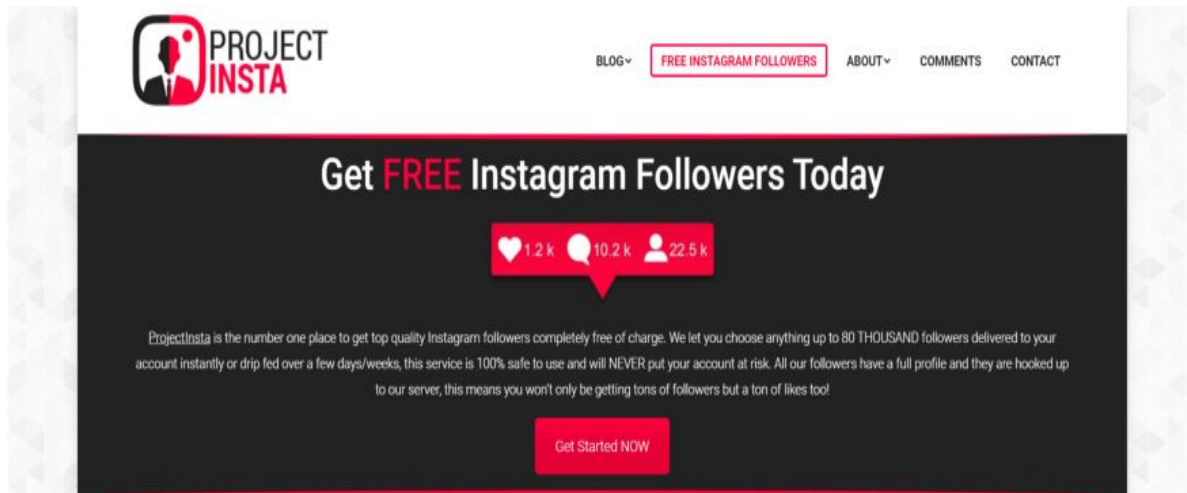 PROJECT
INSTA
BLOG
FREE INSTAGRAM FOLLOWERS
ABOUT
COMMENTS
CONTACT
Get FREE Instagram Followers Today
1.2 k 10.2 k 22.5 k
ProjectInsta is the number one place to get top quality Instagram followers completely free of charge. We let you choose anything up to 80 THOUSAND followers delivered to your
account instantly or drip fed over a few days/weeks, this service is 100% safe to use and will NEVER put your account at risk. All our followers have a full profile and they are hooked up
to our server, this means you won't only be getting tons of followers but a ton of likes too!
Get Started NOW